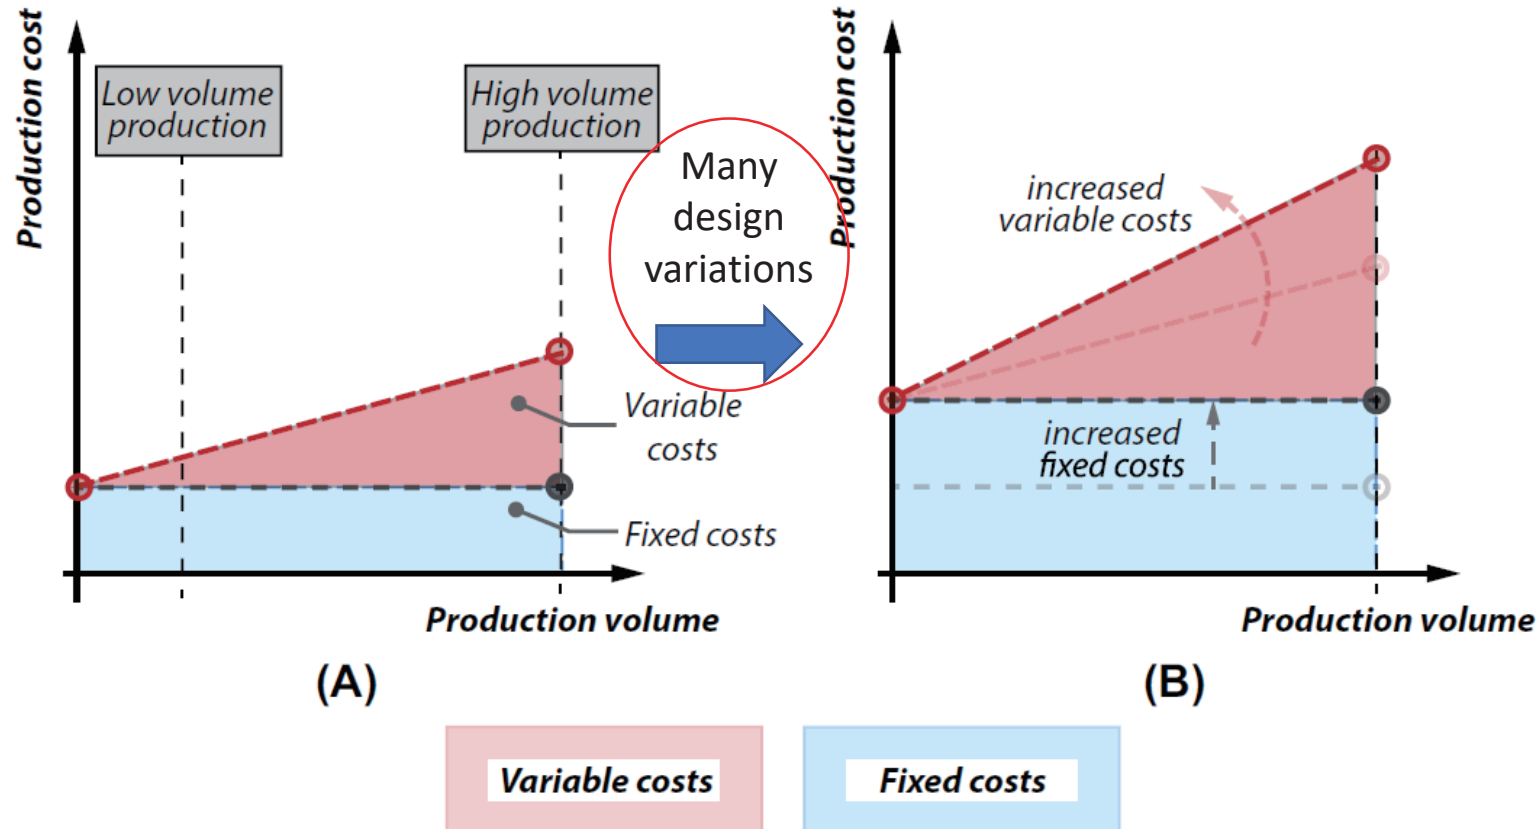 Production cost
Low volume
production
High volume
production
Variable
costs
Fixed costs
Production volume
(A)
Many
design
variations
Production cost
increased
variable costs
increased
fixed costs
Production volume
(B)
Variable costs
Fixed costs